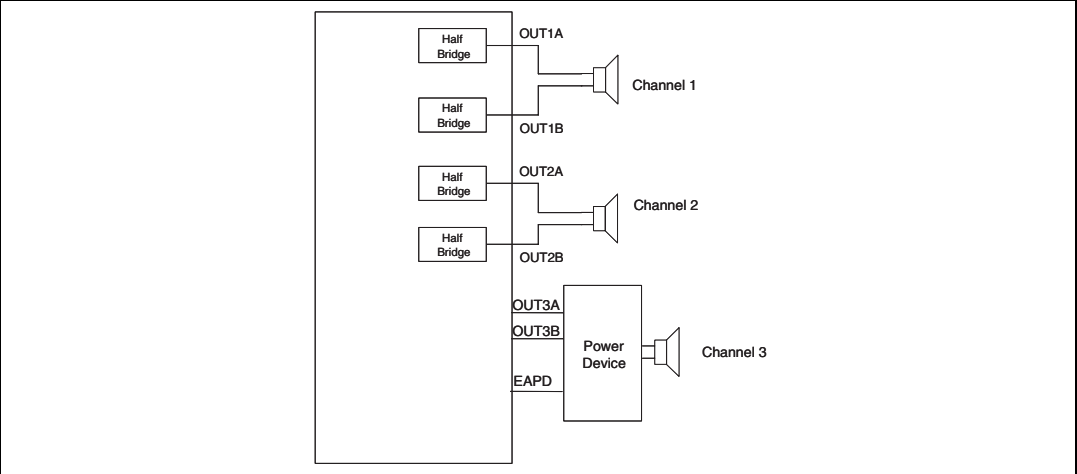 Half
Bridge
OUT1A
Channel 1
Half
Bridge
OUT1B
Half
Bridge
OUT2A
Channel 2
Half
Bridge
OUT2B
OUT3A
OUT3B
Power
Device
Channel 3
EAPD